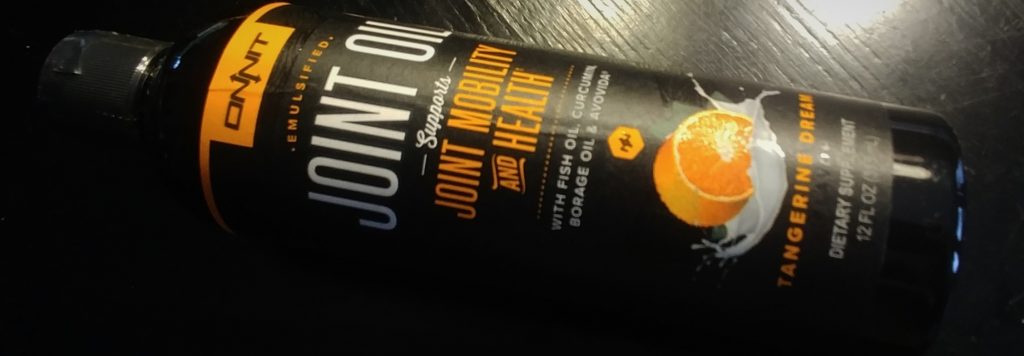 ONNIT
·EMULSIFIED·
JOINT OIL
Supports
JOINT MOBILITY
AND HEALTH
WITH FISH OIL, CURCUMIN,
BORAGE OIL & AVOVIDA®
TANGERINE DREAM
DIETARY SUPPLEMENT
12 FL OZ